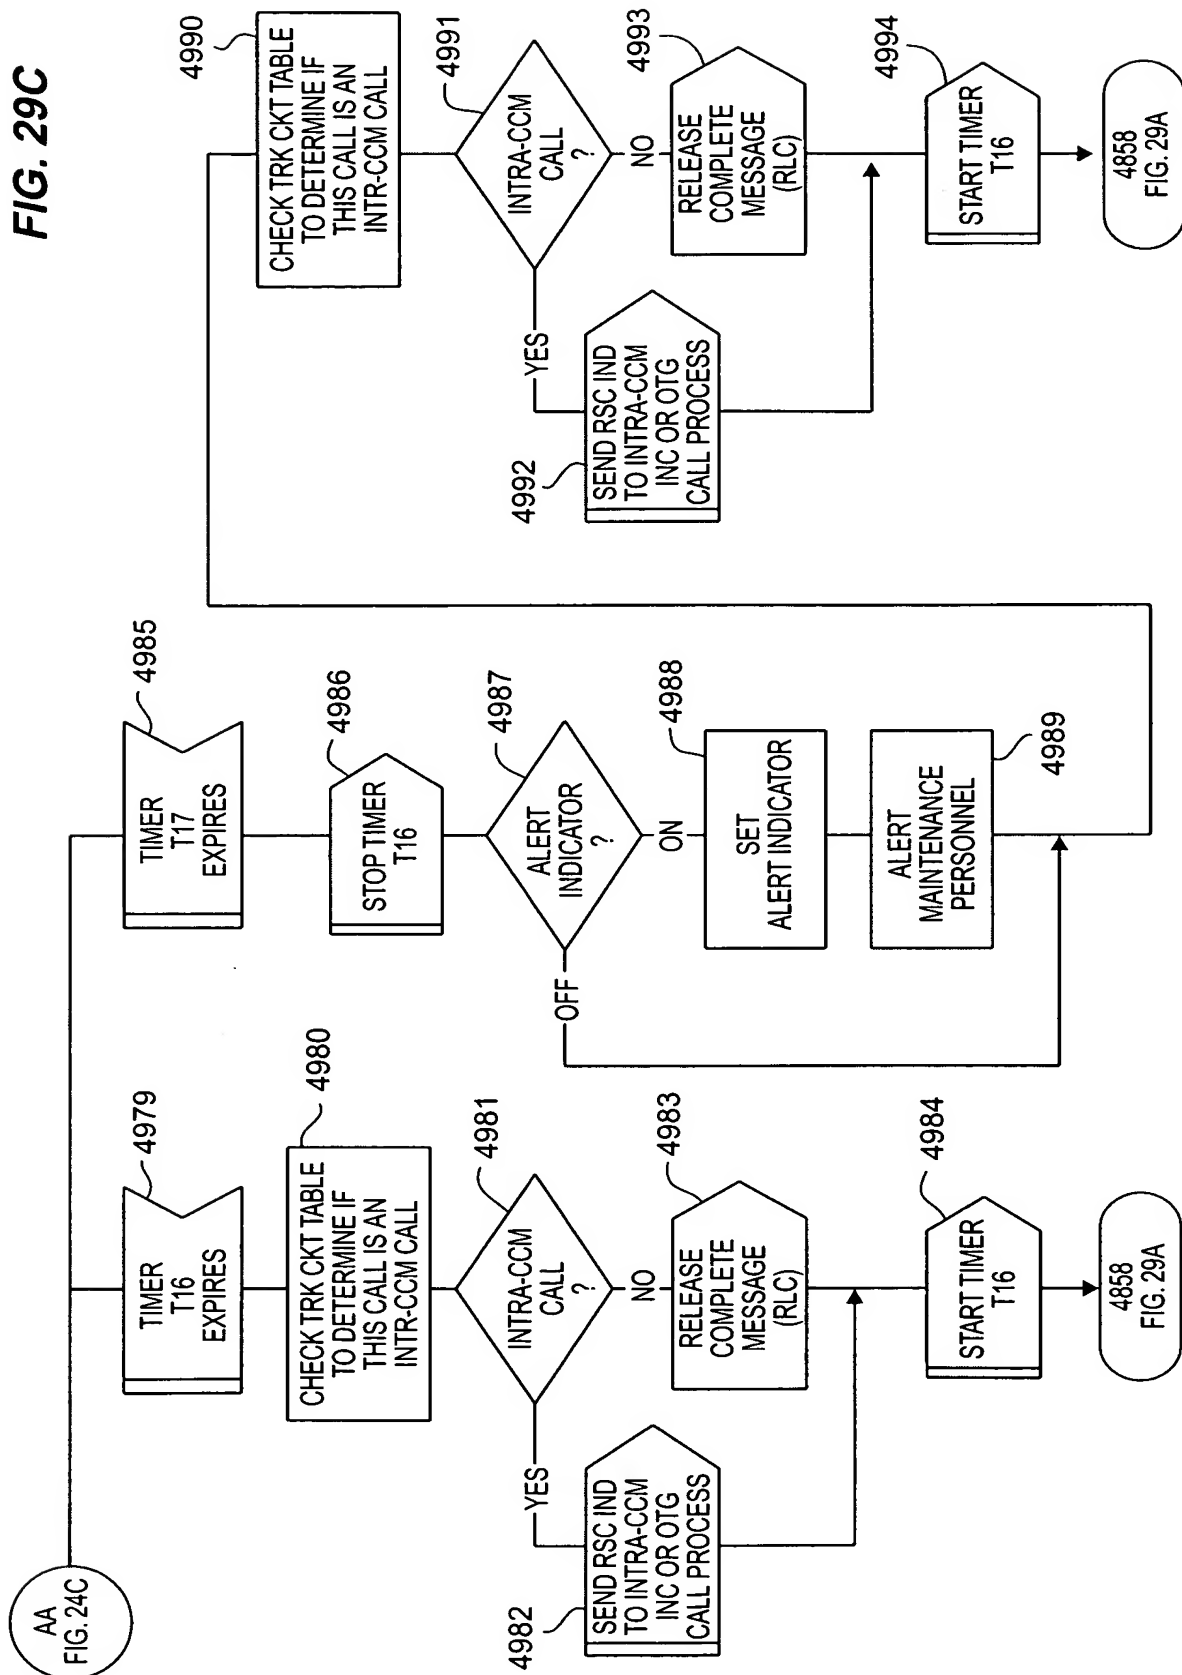 FIG. 29C
AA
FIG. 24C
4979
TIMER
T16
EXPIRES
4980
CHECK TRK CKT TABLE
TO DETERMINE IF
THIS CALL IS AN
INTR-CCM CALL
4981
INTRA-CCM
CALL
?
YES
NO
4982
SEND RSC IND
TO INTRA-CCM
INC OR OTG
CALL PROCESS
4983
RELEASE
COMPLETE
MESSAGE
(RLC)
4984
START TIMER
T16
4858
FIG. 29A
4985
TIMER
T17
EXPIRES
4986
STOP TIMER
T16
4987
ALERT
INDICATOR
?
OFF
ON
4988
SET
ALERT INDICATOR
4989
ALERT
MAINTENANCE
PERSONNEL
4990
CHECK TRK CKT TABLE
TO DETERMINE IF
THIS CALL IS AN
INTR-CCM CALL
4991
INTRA-CCM
CALL
?
YES
NO
4992
SEND RSC IND
TO INTRA-CCM
INC OR OTG
CALL PROCESS
4993
RELEASE
COMPLETE
MESSAGE
(RLC)
4994
START TIMER
T16
4858
FIG. 29A